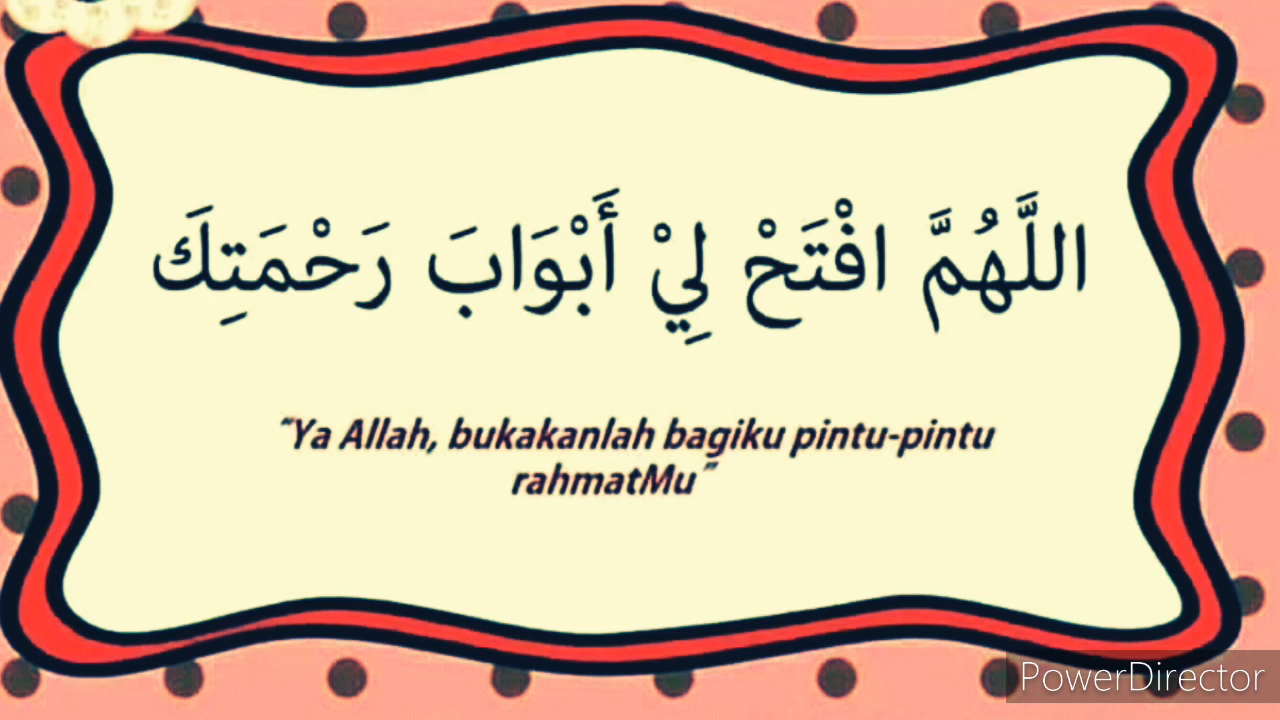 اللَّهُمَّ افْتَحْ لِيْ أَبْوَابَ رَحْمَتِكَ
"Ya Allah, bukakanlah bagiku pintu-pintu
rahmatMu"
PowerDirector